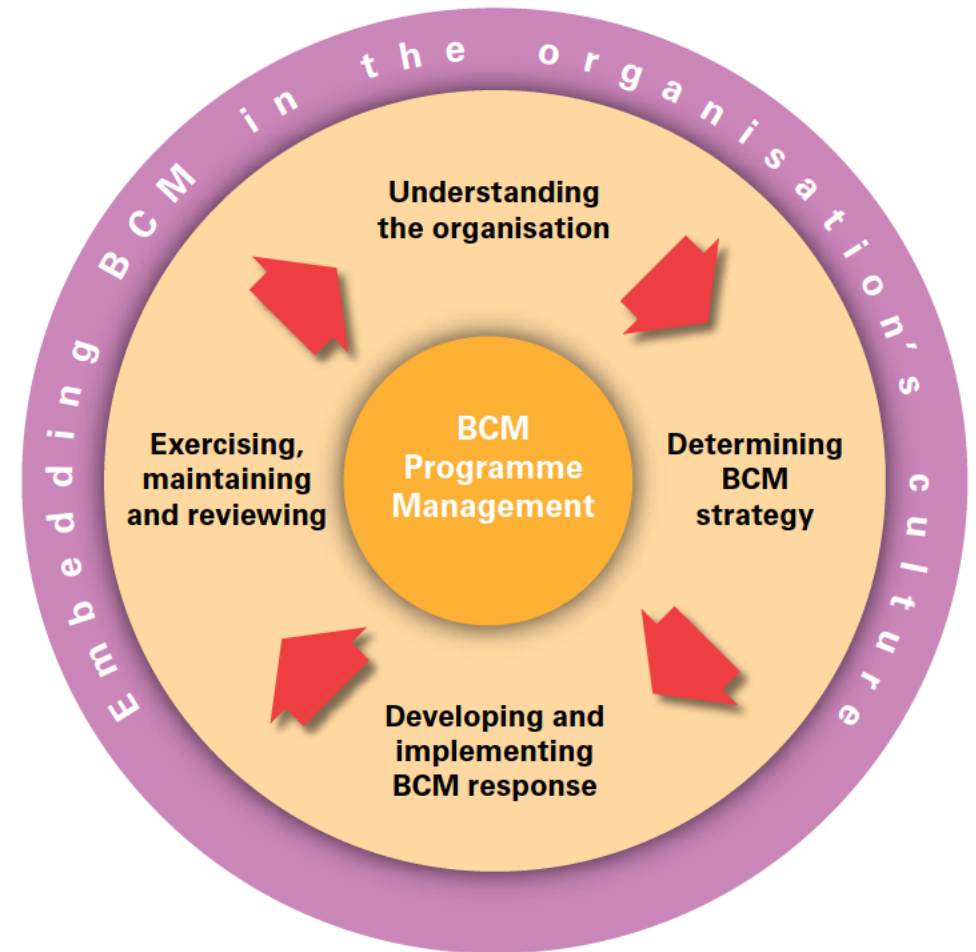 Embedding BCM in the organisation's culture
Understanding
the organisation
Determining
BCM
strategy
Developing and
implementing
BCM response
Exercising,
maintaining
and reviewing
BCM
Programme
Management